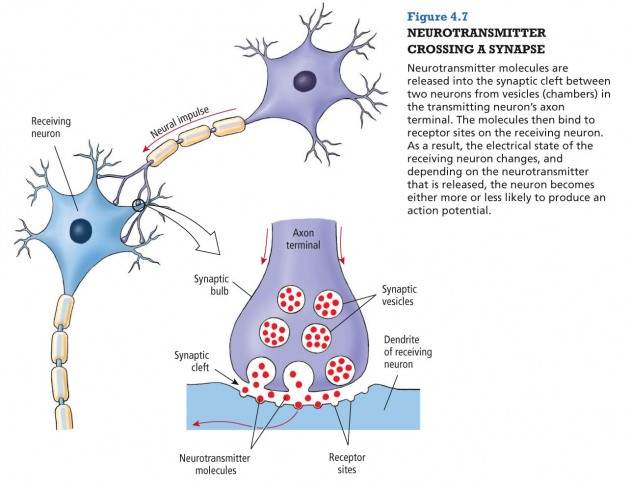 Figure 4.7
NEUROTRANSMITTER
CROSSING A SYNAPSE
Neurotransmitter molecules are
released into the synaptic cleft between
two neurons from vesicles (chambers) in
the transmitting neuron's axon
terminal. The molecules then bind to
receptor sites on the receiving neuron.
As a result, the electrical state of the
receiving neuron changes, and
depending on the neurotransmitter
that is released, the neuron becomes
either more or less likely to produce an
action potential.
Receiving
neuron
Neural impulse
Axon
terminal
Synaptic
bulb
Synaptic
vesicles
Synaptic
cleft
Dendrite
of receiving
neuron
Neurotransmitter
molecules
Receptor
sites